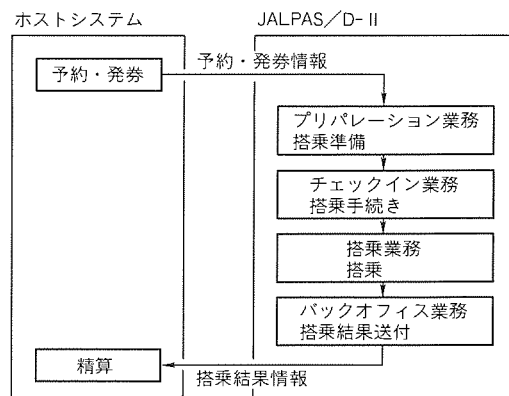 ホストシステム
JALPAS/D-II
予約・発券
予約・発券情報
プリパレーション業務
搭乗準備
チェックイン業務
搭乗手続き
搭乗業務
搭乗
バックオフィス業務
搭乗結果送付
精算
搭乗結果情報